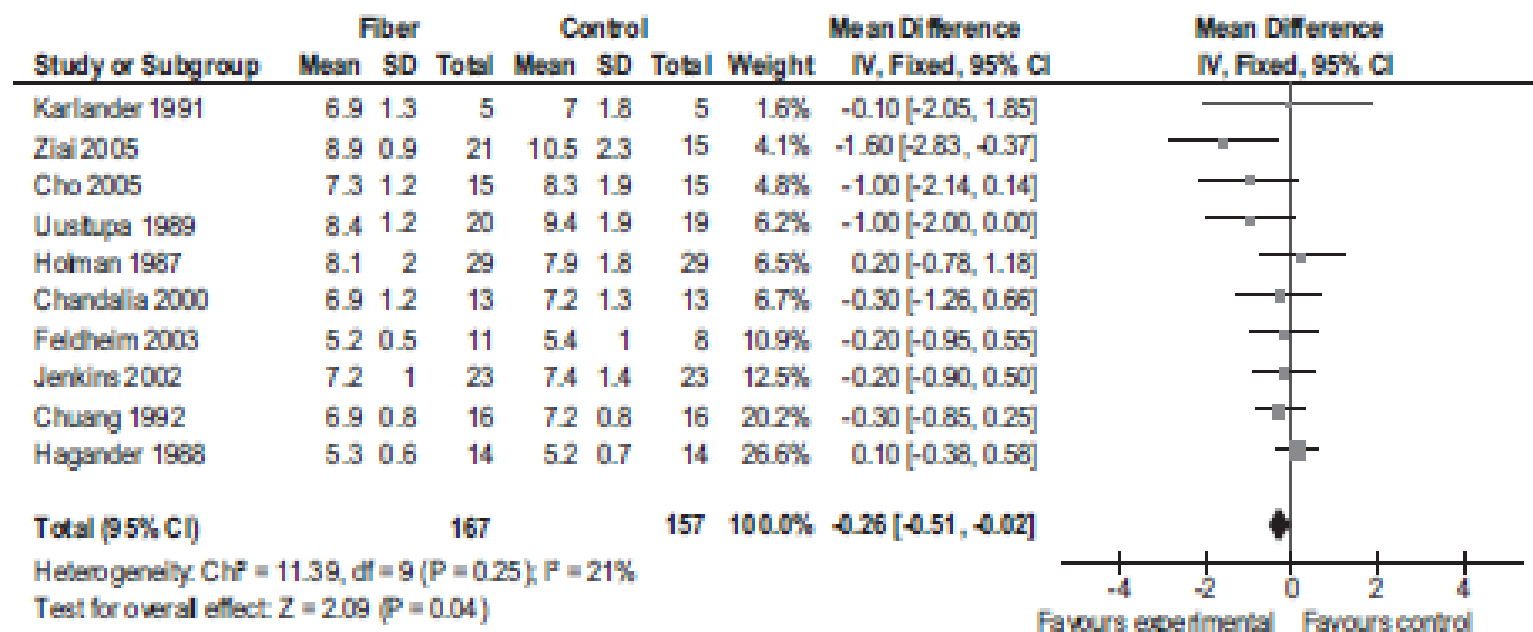 Fiber Control Mean Difference Mean Difference
Study or Subgroup Mean SD Total Mean SD Total Weight IV, Fixed, 95% CI IV, Fixed, 95% CI
Karlander 1991 6.9 1.3 5 7 1.8 5 1.6% -0.10 [-2.05, 1.85]
Ziai 2005 8.9 0.9 21 10.5 2.3 15 4.1% -1.60 [-2.83, -0.37]
Cho 2005 7.3 1.2 15 8.3 1.9 15 4.8% -1.00 [-2.14, 0.14]
Uusitupa 1989 8.4 1.2 20 9.4 1.9 19 6.2% -1.00 [-2.00, 0.00]
Holman 1987 8.1 2 29 7.9 1.8 29 6.5% 0.20 [-0.78, 1.18]
Chandalia 2000 6.9 1.2 13 7.2 1.3 13 6.7% -0.30 [-1.26, 0.66]
Feldheim 2003 5.2 0.5 11 5.4 1 8 10.9% -0.20 [-0.95, 0.55]
Jenkins 2002 7.2 1 23 7.4 1.4 23 12.5% -0.20 [-0.90, 0.50]
Chuang 1992 6.9 0.8 16 7.2 0.8 16 20.2% -0.30 [-0.85, 0.25]
Hagander 1988 5.3 0.6 14 5.2 0.7 14 26.6% 0.10 [-0.38, 0.58]
Total (95% CI) 167 157 100.0% -0.26 [-0.51, -0.02]
Heterogeneity: Chi² = 11.39, df = 9 (P = 0.25); I² = 21%
Test for overall effect: Z = 2.09 (P = 0.04)
-4 -2 0 2 4
Favours experimental Favours control